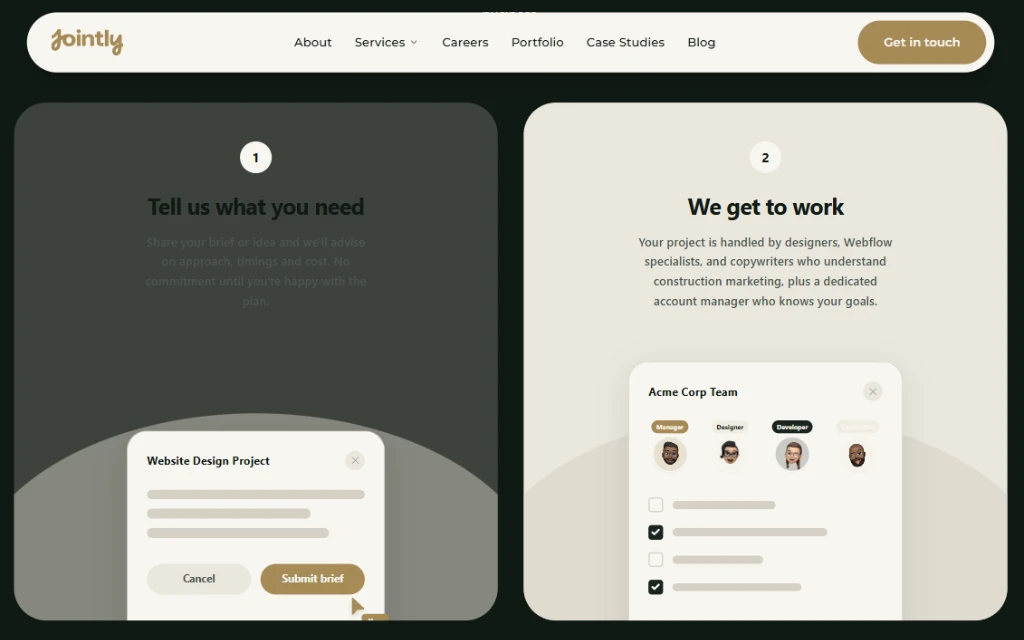 Jointly
About
Services
Careers
Portfolio
Case Studies
Blog
Get in touch
1
Tell us what you need
Share your brief or idea and we'll advise
on approach, timings and cost. No
commitment until you're happy with the
plan.
Website Design Project
Cancel
Submit brief
2
We get to work
Your project is handled by designers, Webflow
specialists, and copywriters who understand
construction marketing, plus a dedicated
account manager who knows your goals.
Acme Corp Team
Manager
Designer
Developer